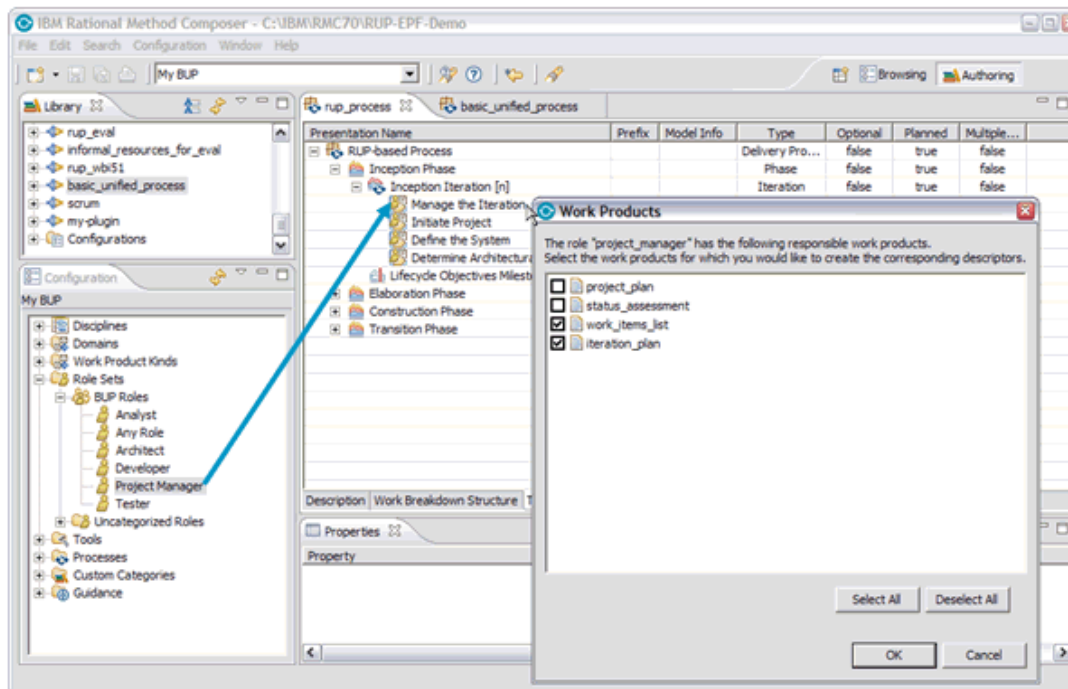 IBM Rational Method Composer - C:\IBM\RMC70\RUP-EPF-Demo
File Edit Search Configuration Window Help
My BUP
Browsing
Authoring
Library
rup_eval
informal_resources_for_eval
rup_wbi51
basic_unified_process
scrum
my-plugin
Configurations
Configuration
My BUP
Disciplines
Domains
Work Product Kinds
Role Sets
BUP Roles
Analyst
Any Role
Architect
Developer
Project Manager
Tester
Uncategorized Roles
Tools
Processes
Custom Categories
Guidance
rup_process
basic_unified_process
Presentation Name Prefix Model Info Type Optional Planned Multiple...
RUP-based Process Delivery Pro... false true false
Inception Phase Phase false true false
Inception Iteration [n] Iteration false true false
Manage the Iteration
Initiate Project
Define the System
Determine Architectura
Lifecycle Objectives Milest
Elaboration Phase
Construction Phase
Transition Phase
Description Work Breakdown Structure T
Properties
Property
Work Products
The role "project_manager" has the following responsible work products.
Select the work products for which you would like to create the corresponding descriptors.
project_plan
status_assessment
work_items_list
iteration_plan
Select All
Deselect All
OK
Cancel